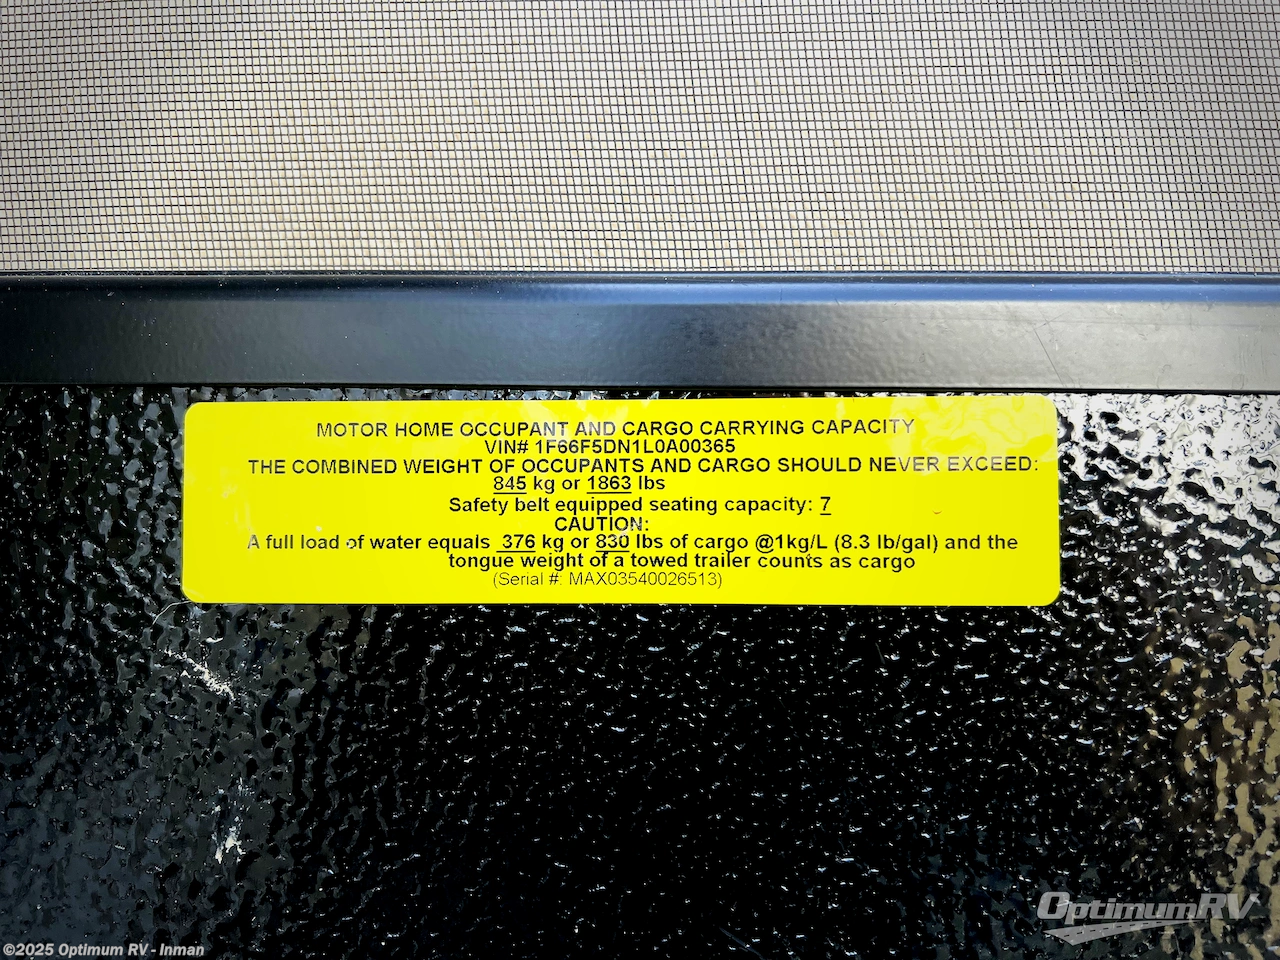 MOTOR HOME OCCUPANT AND CARGO CARRYING CAPACITY
VIN# 1F66F5DN1L0A00365
THE COMBINED WEIGHT OF OCCUPANTS AND CARGO SHOULD NEVER EXCEED:
845 kg or 1863 lbs
Safety belt equipped seating capacity: 7
CAUTION:
A full load of water equals 376 kg or 830 lbs of cargo @1kg/L (8.3 lb/gal) and the
tongue weight of a towed trailer counts as cargo
(Serial #: MAX03540026513)
OptimumRV
©2025 Optimum RV - Inman